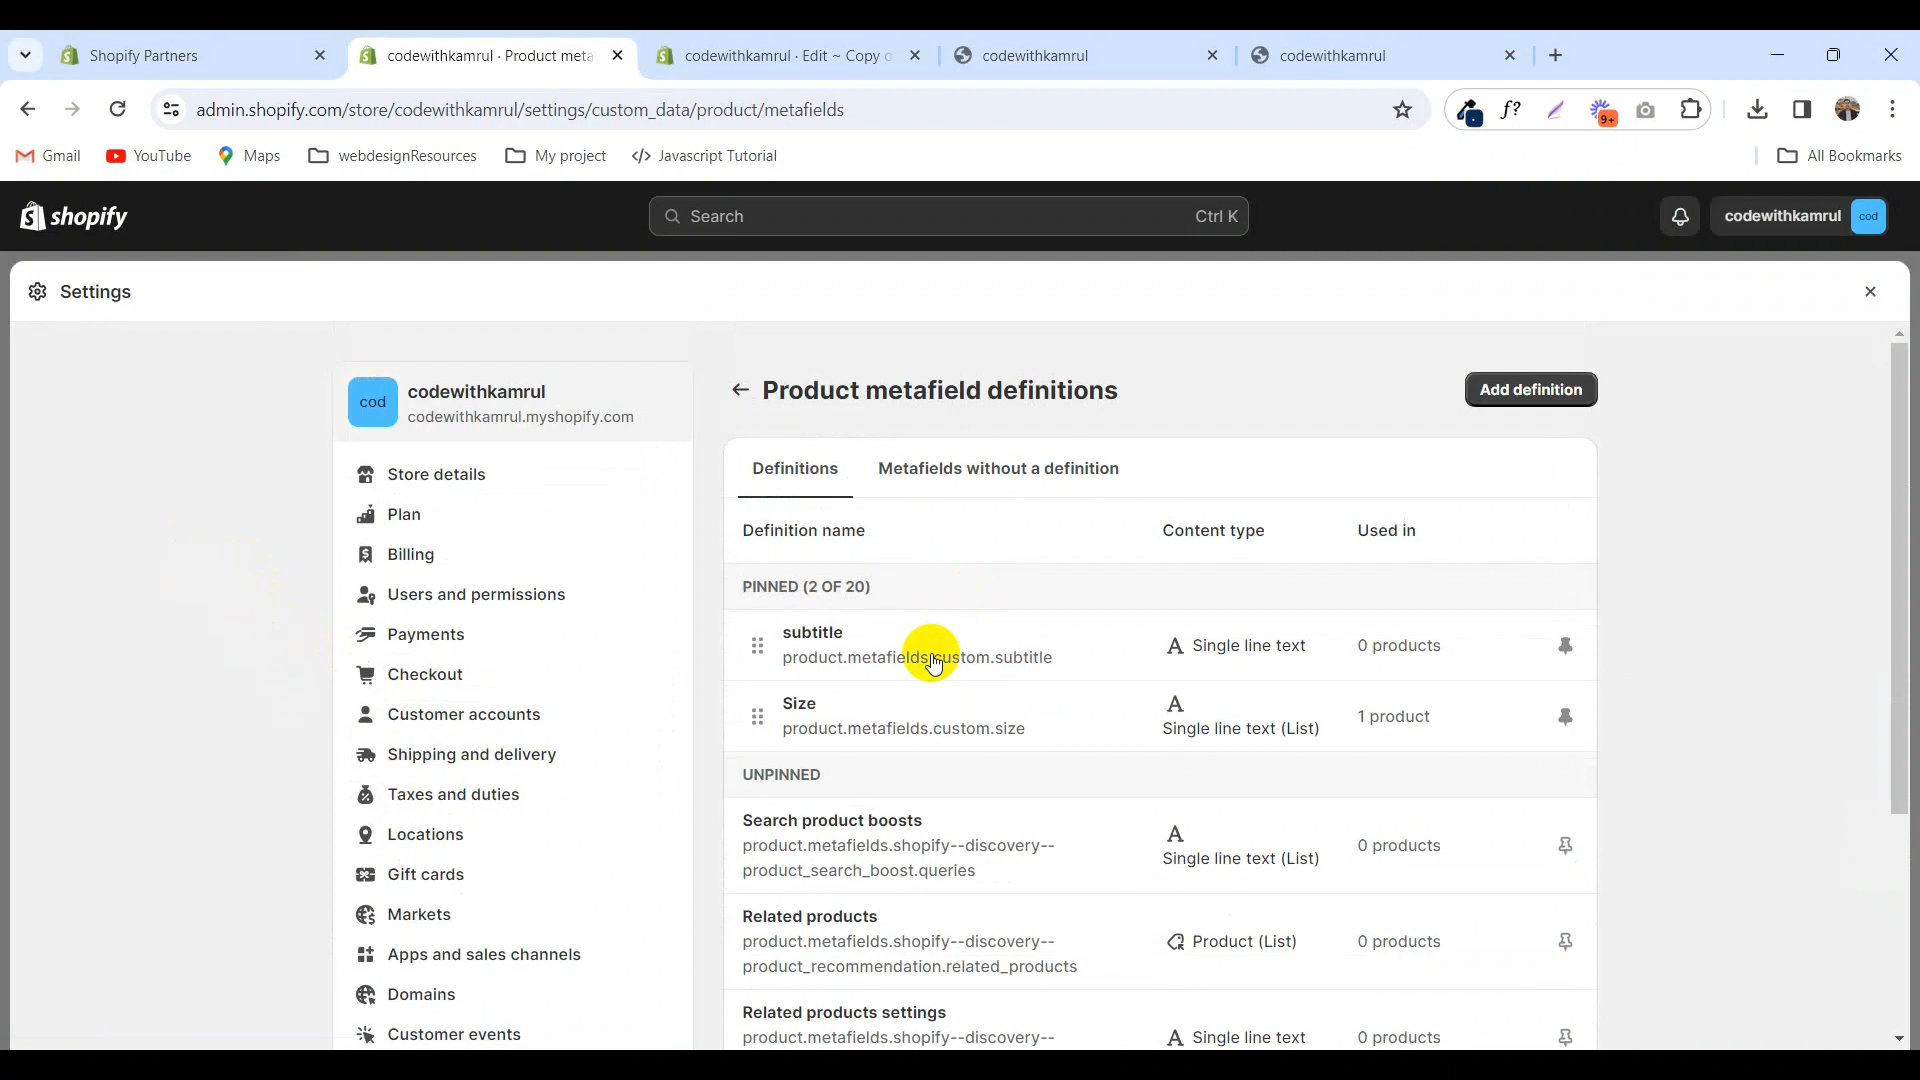 Shopify Partners
codewithkamrul · Product meta
codewithkamrul · Edit ~ Copy o
codewithkamrul
codewithkamrul
admin.shopify.com/store/codewithkamrul/settings/custom_data/product/metafields
f?
9+
Gmail
YouTube
Maps
webdesignResources
My project
Javascript Tutorial
All Bookmarks
shopify
Search
Ctrl K
codewithkamrul
cod
Settings
cod
codewithkamrul
codewithkamrul.myshopify.com
Store details
Plan
Billing
Users and permissions
Payments
Checkout
Customer accounts
Shipping and delivery
Taxes and duties
Locations
Gift cards
Markets
Apps and sales channels
Domains
Customer events
Product metafield definitions
Add definition
Definitions
Metafields without a definition
Definition name
Content type
Used in
PINNED (2 OF 20)
subtitle
product.metafields.custom.subtitle
Single line text
0 products
Size
product.metafields.custom.size
Single line text (List)
1 product
UNPINNED
Search product boosts
product.metafields.shopify--discovery--
product_search_boost.queries
Single line text (List)
0 products
Related products
product.metafields.shopify--discovery--
product_recommendation.related_products
Product (List)
0 products
Related products settings
product.metafields.shopify--discovery--
Single line text
0 products